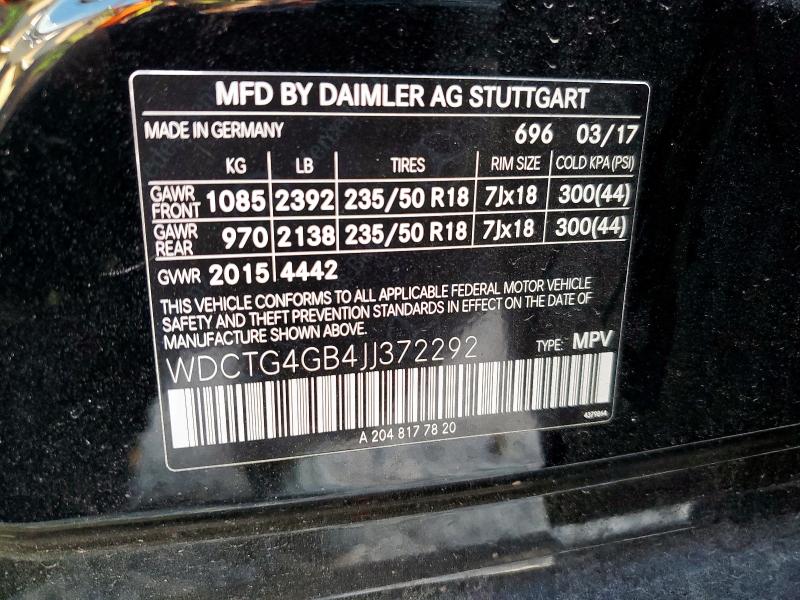 MFD BY DAIMLER AG STUTTGART
MADE IN GERMANY 696 03/17
KG LB TIRES RIM SIZE COLD KPA (PSI)
GAWR FRONT 1085 2392 235/50 R18 7Jx18 300(44)
GAWR REAR 970 2138 235/50 R18 7Jx18 300(44)
GVWR 2015 4442
THIS VEHICLE CONFORMS TO ALL APPLICABLE FEDERAL MOTOR VEHICLE
SAFETY AND THEFT PREVENTION STANDARDS IN EFFECT ON THE DATE OF
MANUFACTURE SHOWN ABOVE.
WDCTG4GB4JJ372292 TYPE: MPV
4379864
A 204 817 78 20